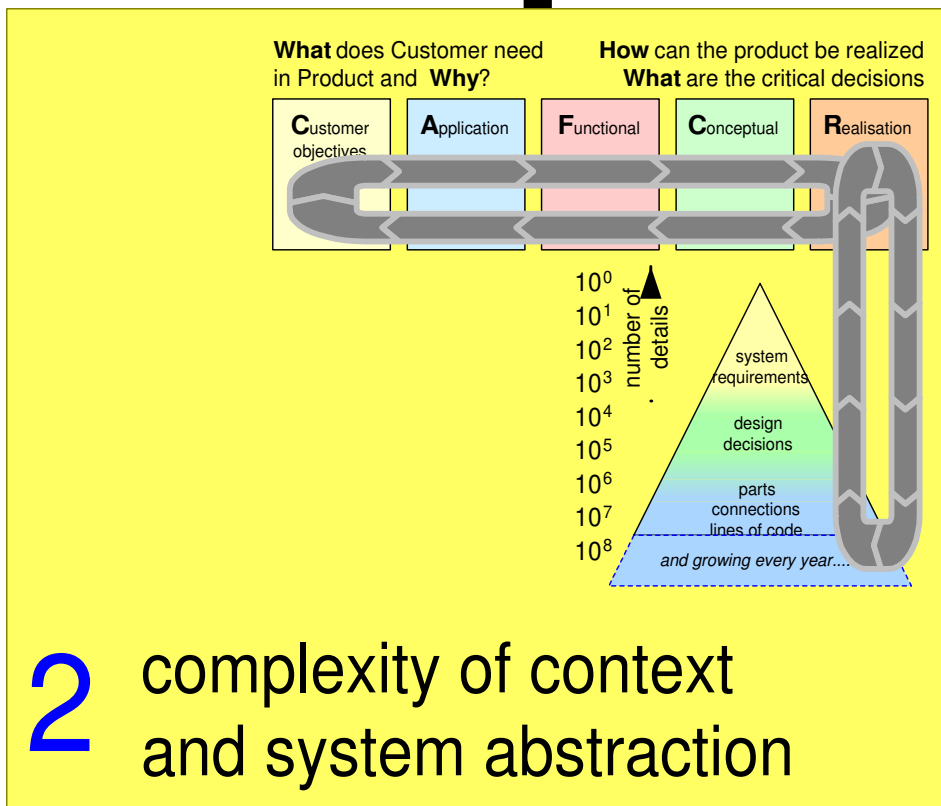 What does Customer need
in Product and Why?
How can the product be realized
What are the critical decisions
Customer
objectives
Application
Functional
Conceptual
Realisation
10⁰
10¹
10²
10³
10⁴
10⁵
10⁶
10⁷
10⁸
number of
details
system
requirements
design
decisions
parts
connections
lines of code
and growing every year....
2
complexity of context
and system abstraction